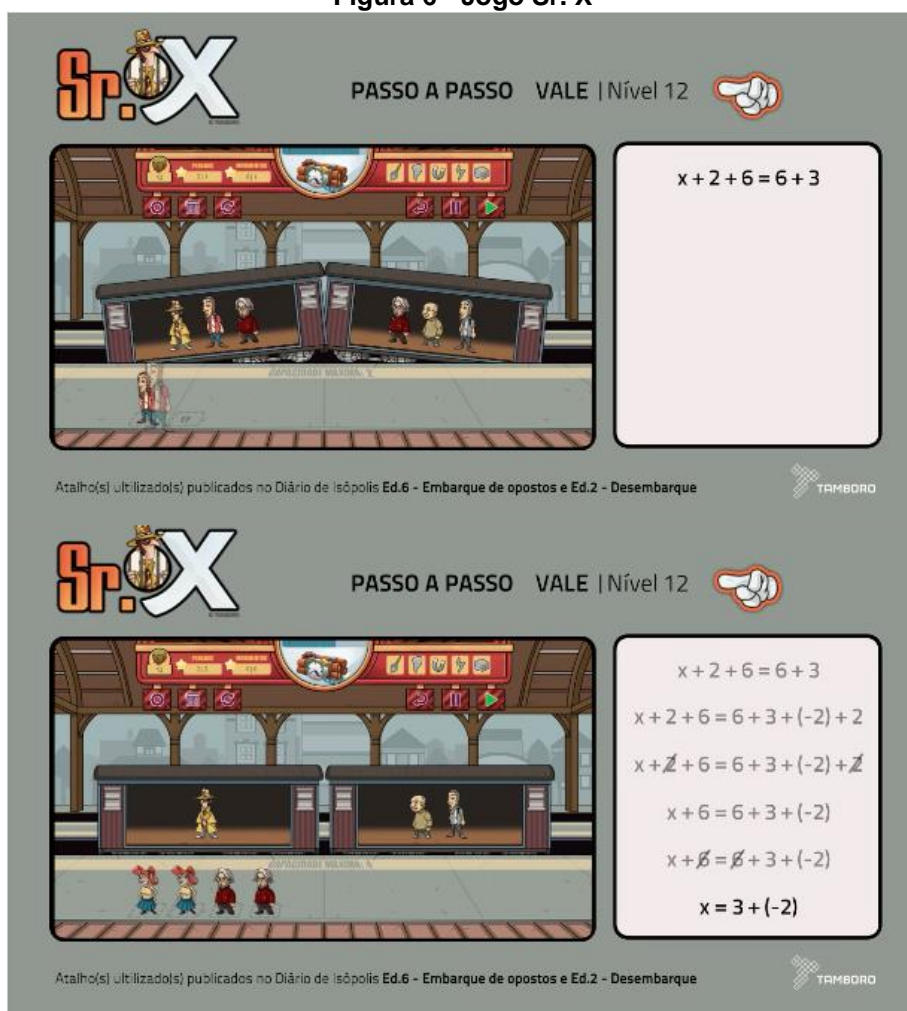 Figura 6 - Jogo Sr. X
Sr. X
PASSO A PASSO VALE | Nível 12
x + 2 + 6 = 6 + 3
Atalho(s) ultilizado(s) publicados no Diário de Isópolis Ed.6 - Embarque de opostos e Ed.2 - Desembarque
TAMBORO
Sr. X
PASSO A PASSO VALE | Nível 12
x + 2 + 6 = 6 + 3
x + 2 + 6 = 6 + 3 + (-2) + 2
x + 2 + 6 = 6 + 3 + (-2) + 2
x + 6 = 6 + 3 + (-2)
x + 6 = 6 + 3 + (-2)
x = 3 + (-2)
Atalho(s) ultilizado(s) publicados no Diário de Isópolis Ed.6 - Embarque de opostos e Ed.2 - Desembarque
TAMBORO